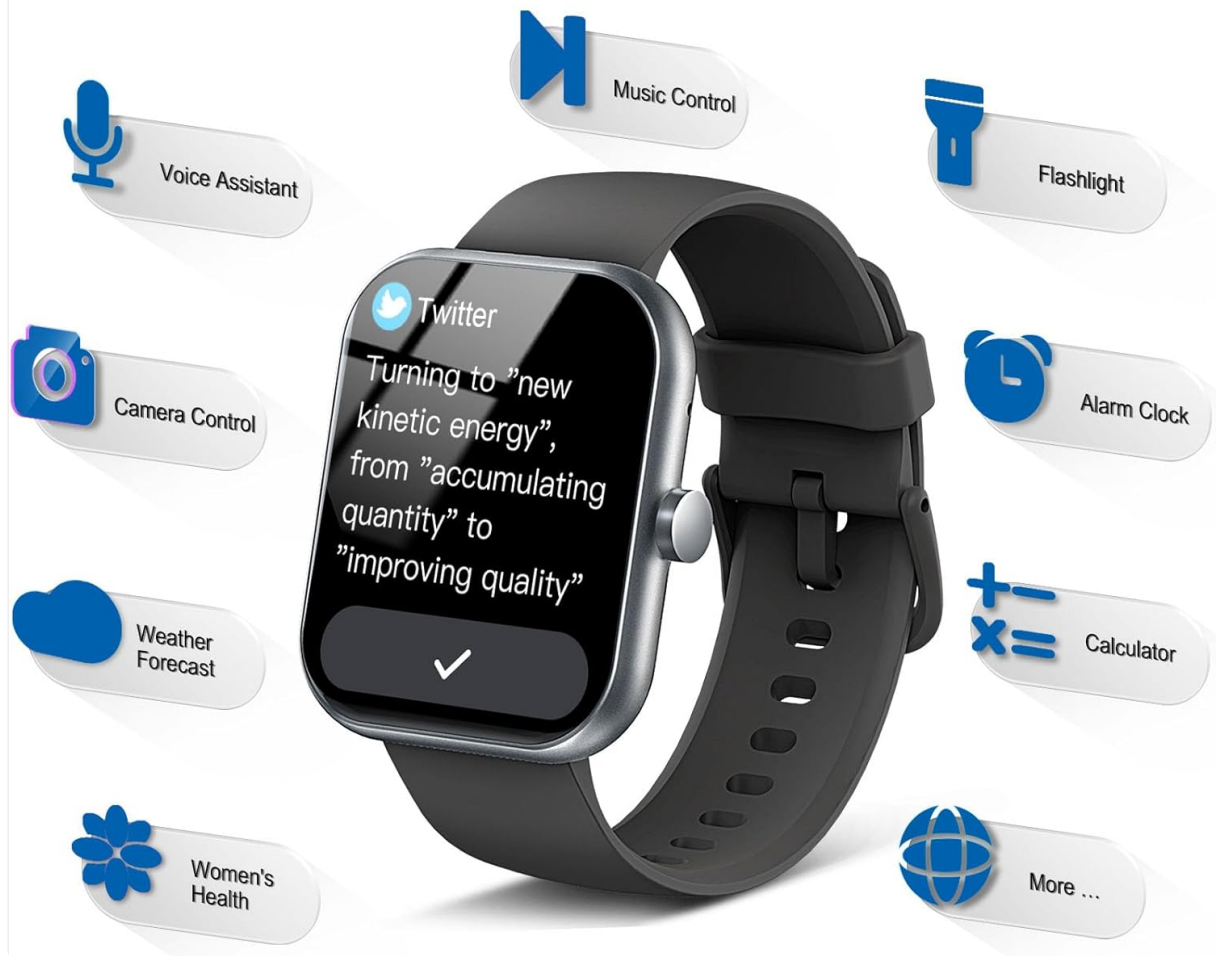 Music Control
Voice Assistant
Flashlight
Twitter
Turning to ”new
kinetic energy”,
from ”accumulating
quantity” to
”improving quality”
Camera Control
Alarm Clock
Weather
Forecast
Calculator
Women's
Health
More ...